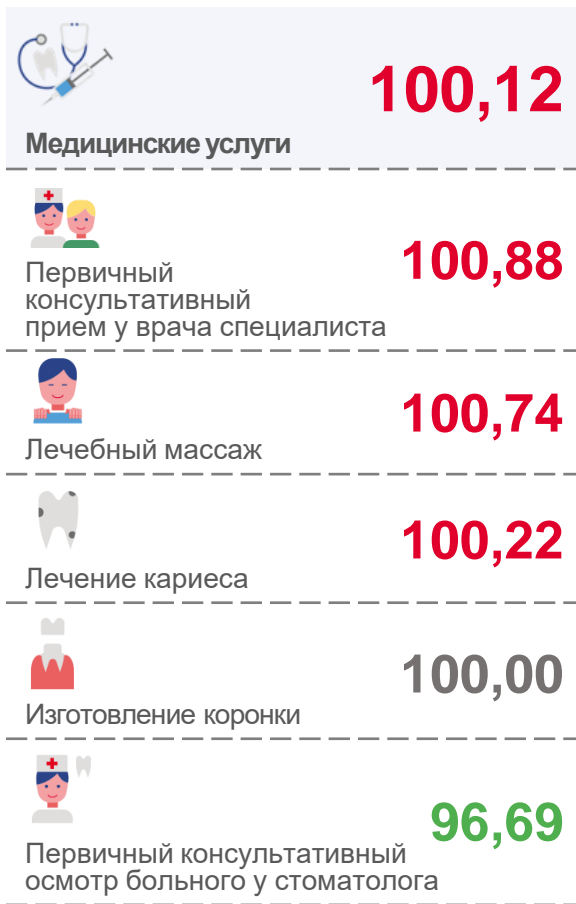 100,12
Медицинские услуги
100,88
Первичный
консультативный
прием у врача специалиста
100,74
Лечебный массаж
100,22
Лечение кариеса
100,00
Изготовление коронки
96,69
Первичный консультативный
осмотр больного у стоматолога